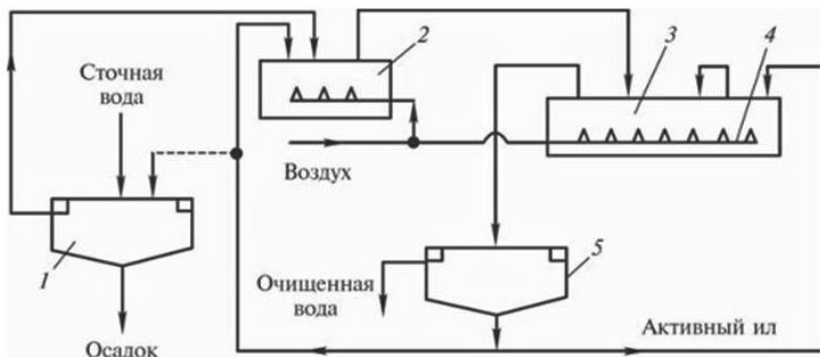 2
3
4
Сточная
вода
Воздух
1
5
Очищенная
вода
Активный ил
Осадок